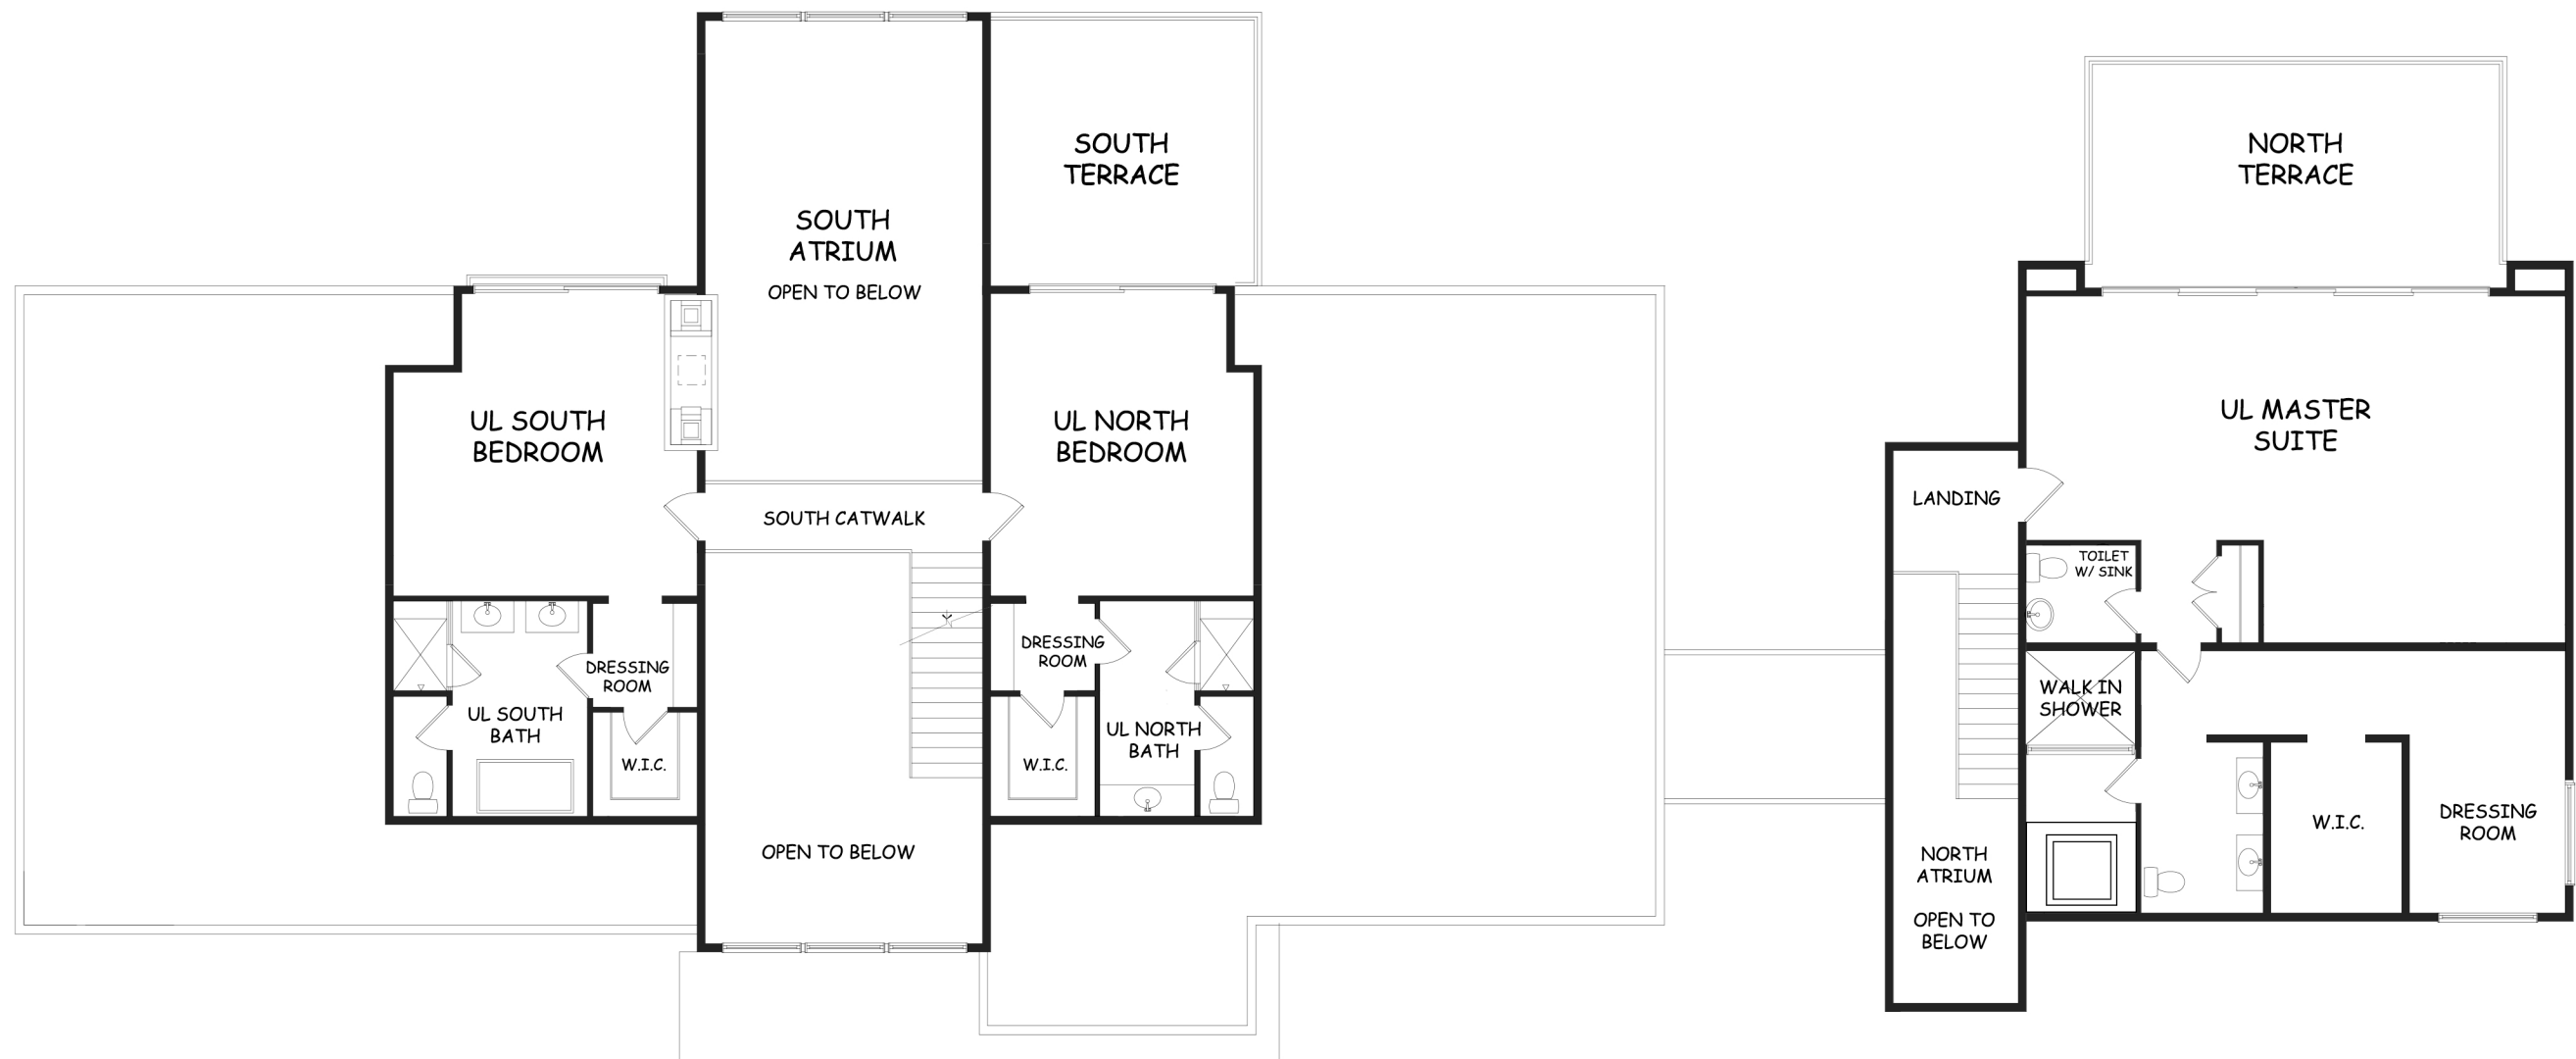 SOUTH
TERRACE
NORTH
TERRACE
SOUTH
ATRIUM
OPEN TO BELOW
UL SOUTH
BEDROOM
UL NORTH
BEDROOM
UL MASTER
SUITE
LANDING
SOUTH CATWALK
TOILET
W/ SINK
DRESSING
ROOM
DRESSING
ROOM
WALK IN
SHOWER
UL SOUTH
BATH
UL NORTH
BATH
W.I.C.
W.I.C.
DRESSING
ROOM
W.I.C.
OPEN TO BELOW
NORTH
ATRIUM
OPEN TO
BELOW